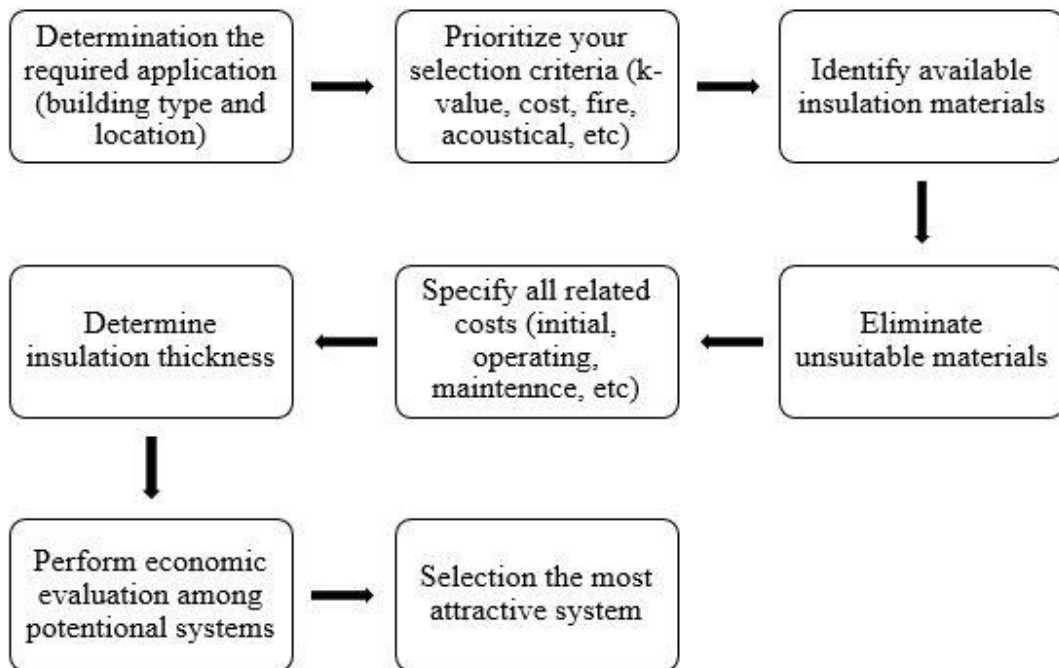 Determination the
required application
(building type and
location)
Prioritize your
selection criteria (k-
value, cost, fire,
acoustical, etc)
Identify available
insulation materials
Eliminate
unsuitable materials
Specify all related
costs (initial,
operating,
maintennce, etc)
Determine
insulation thickness
Perform economic
evaluation among
potentional systems
Selection the most
attractive system